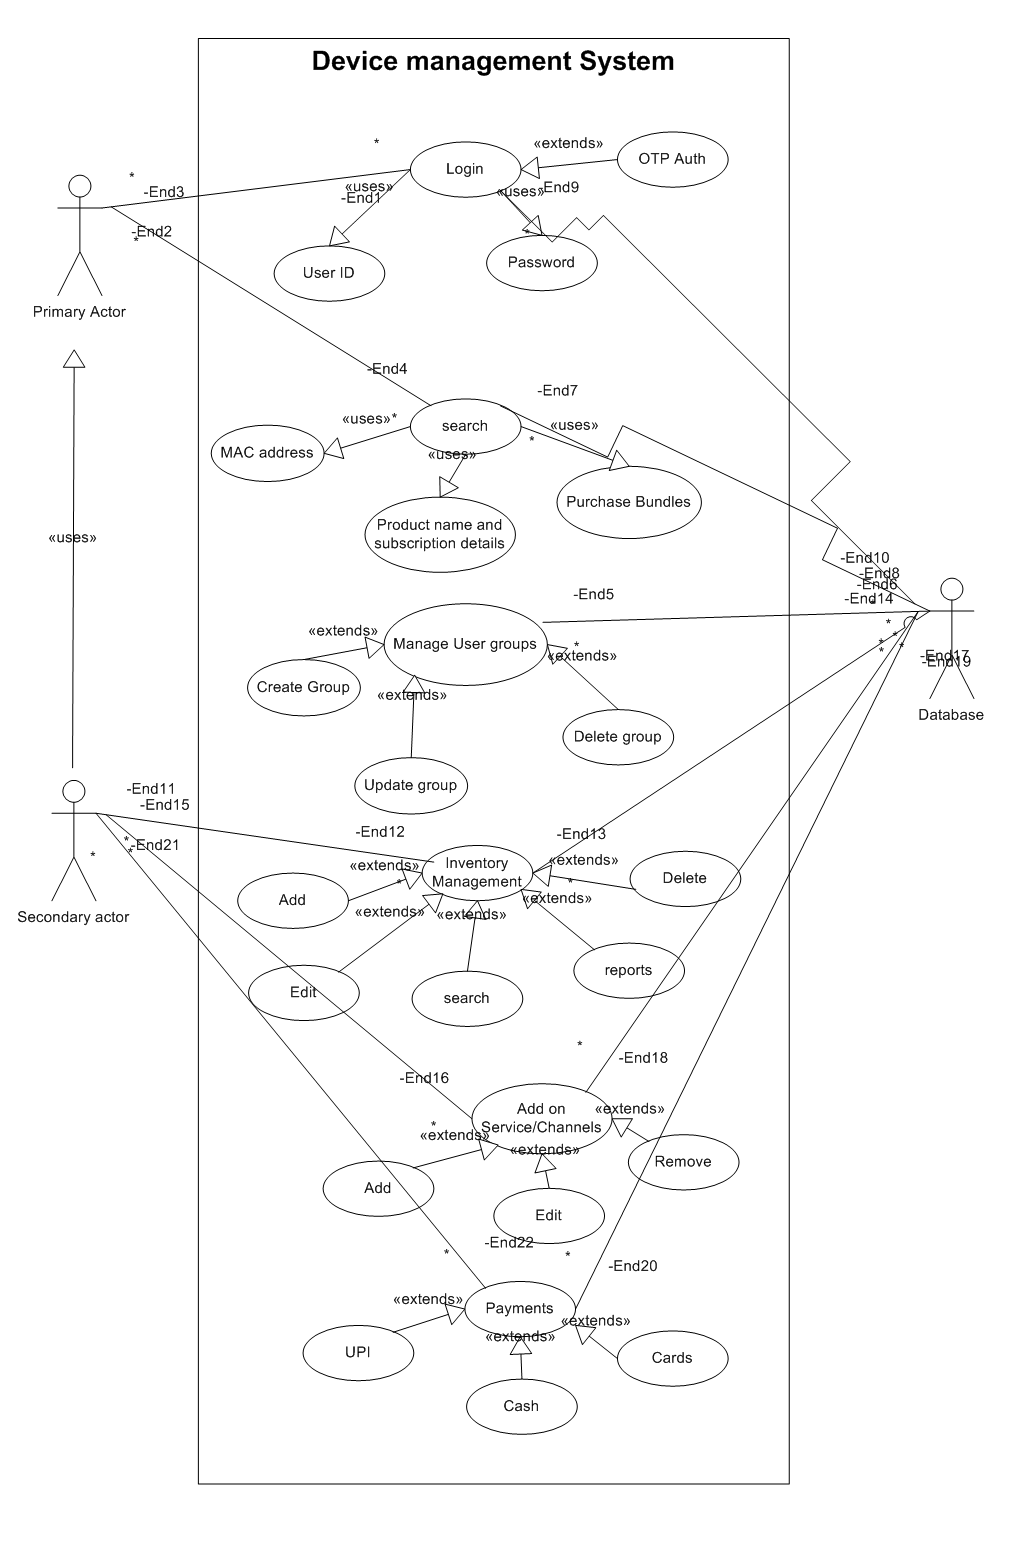 Device management System
«extends»
OTP Auth
*
Login
*
-End3
«uses»
-End1
«uses»
-End9
-End2
*
*
User ID
Password
Primary Actor
-End4
-End7
«uses»*
search
«uses»
*
MAC address
«uses»
Purchase Bundles
Product name and
subscription details
«uses»
-End10
-End8
-End6
-End14
*
-End5
*
*
*
*
*
«extends»
Manage User groups
*
«extends»
-End17
-End19
Create Group
«extends»
Database
Delete group
Update group
-End11
-End15
-End12
-End13
*
-End21
*
*
Inventory
Management
«extends»
«extends»
Delete
*
*
Add
«extends»
«extends»
«extends»
Secondary actor
reports
Edit
search
*
-End18
-End16
Add on
Service/Channels
«extends»
*
«extends»
«extends»
Remove
Add
Edit
-End22
*
*
-End20
«extends»
Payments
«extends»
«extends»
UPI
Cards
Cash